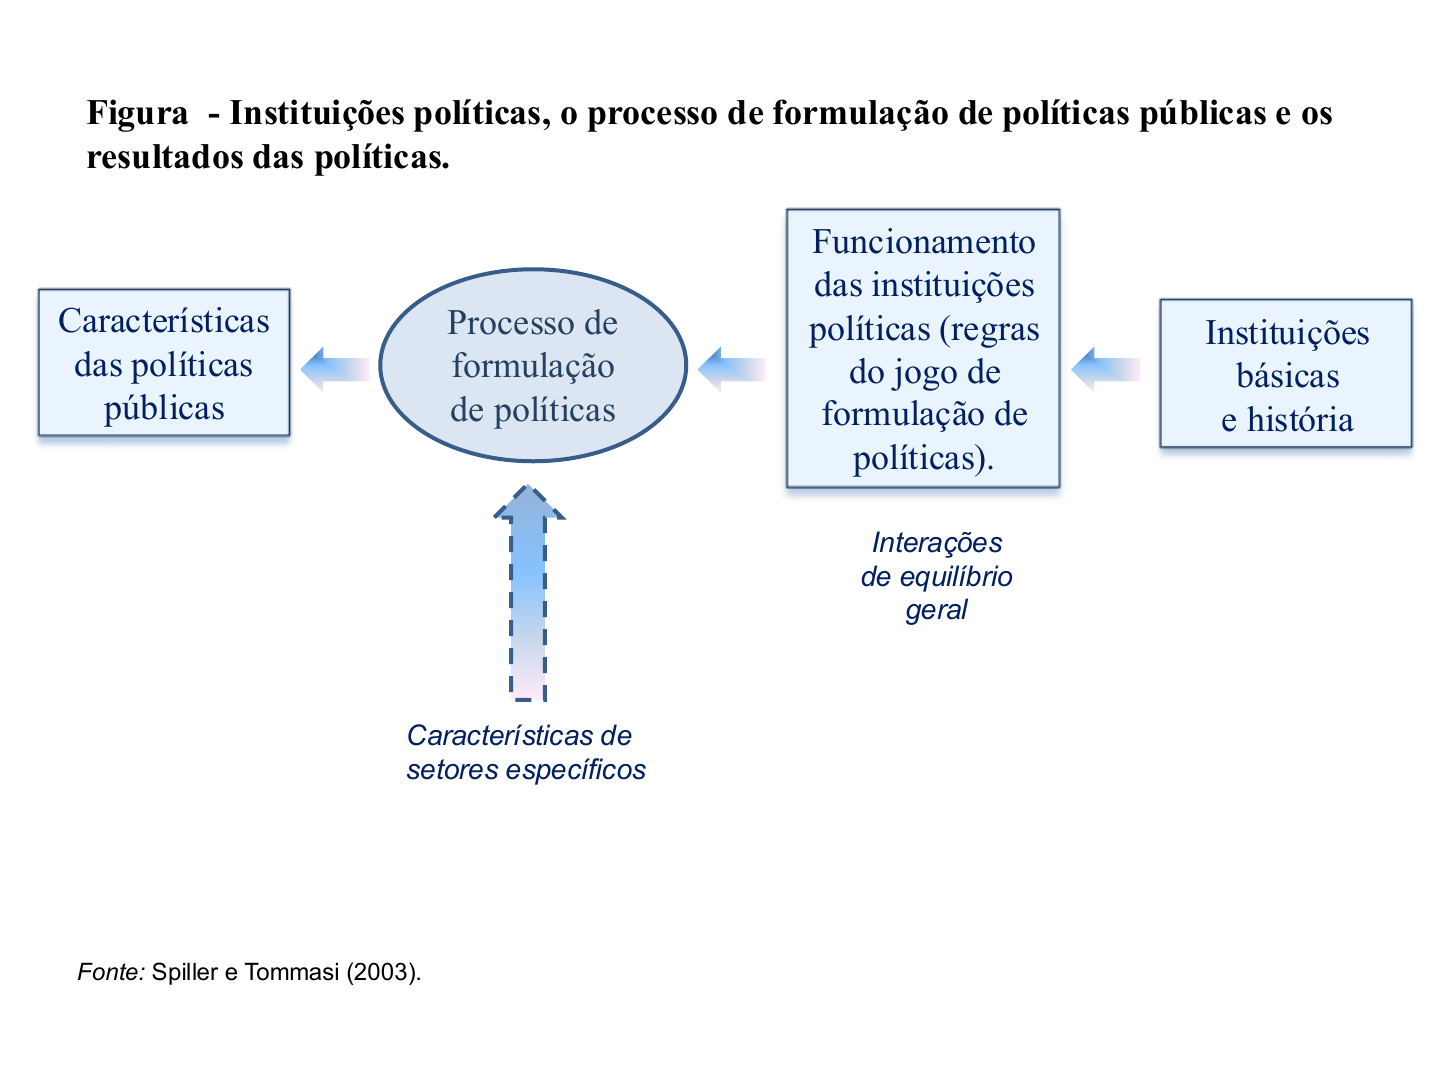 Figura  - Instituições políticas, o processo de formulação de políticas públicas e os
resultados das políticas.
Características
das políticas
públicas
Processo de
formulação
de políticas
Funcionamento
das instituições
políticas (regras
do jogo de
formulação de
políticas).
Instituições
básicas
e história
Interações
de equilíbrio
geral
Características de
setores específicos
Fonte: Spiller e Tommasi (2003).